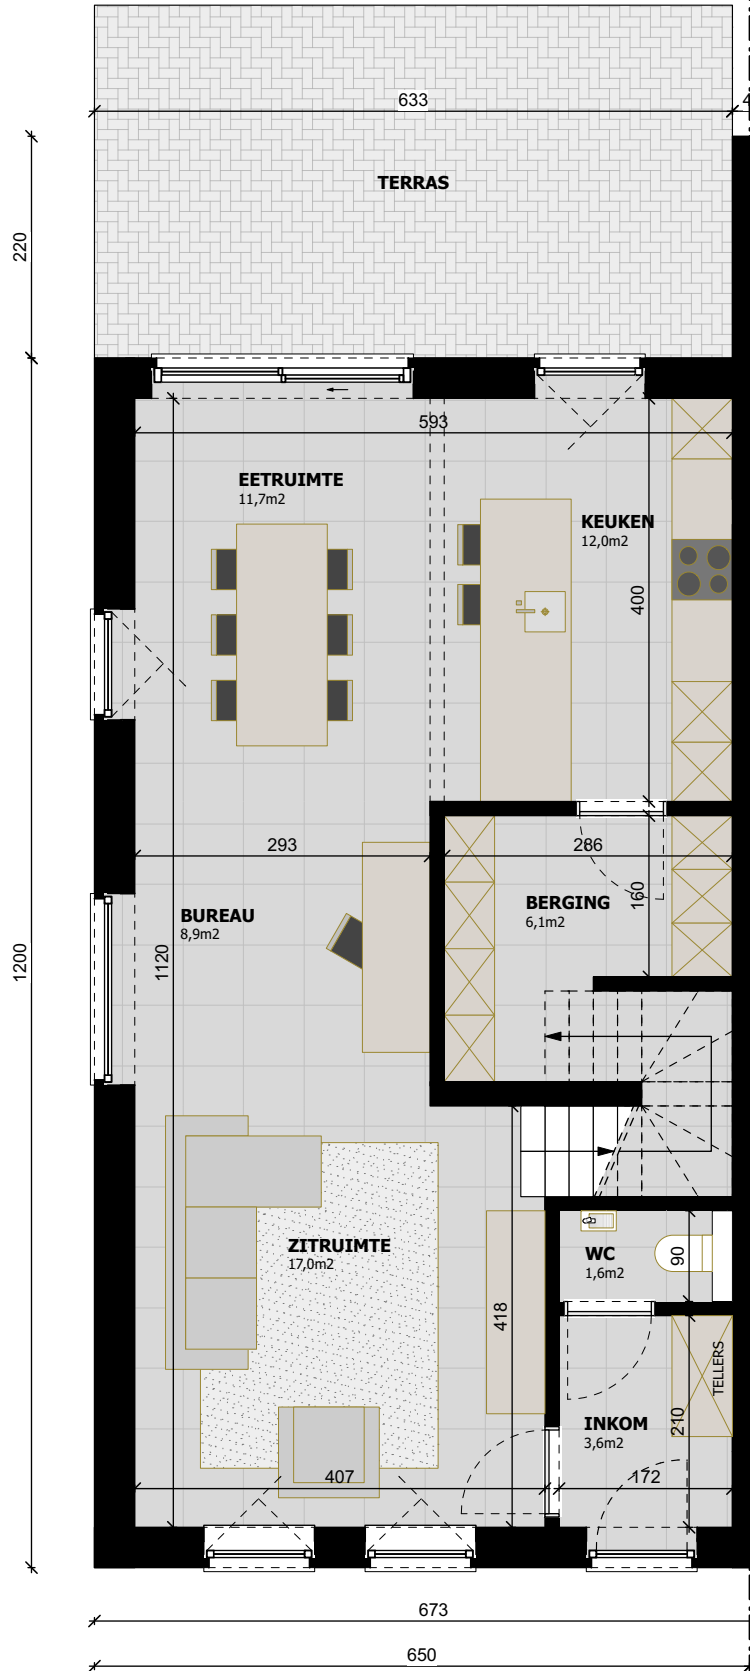 633
4
TERRAS
220
593
EETRUIMTE
11,7m2
KEUKEN
12,0m2
400
293
286
BUREAU
8,9m2
BERGING
6,1m2
160
1200
1120
ZITRUIMTE
17,0m2
WC
1,6m2
90
418
TELLERS
INKOM
3,6m2
210
407
172
673
650